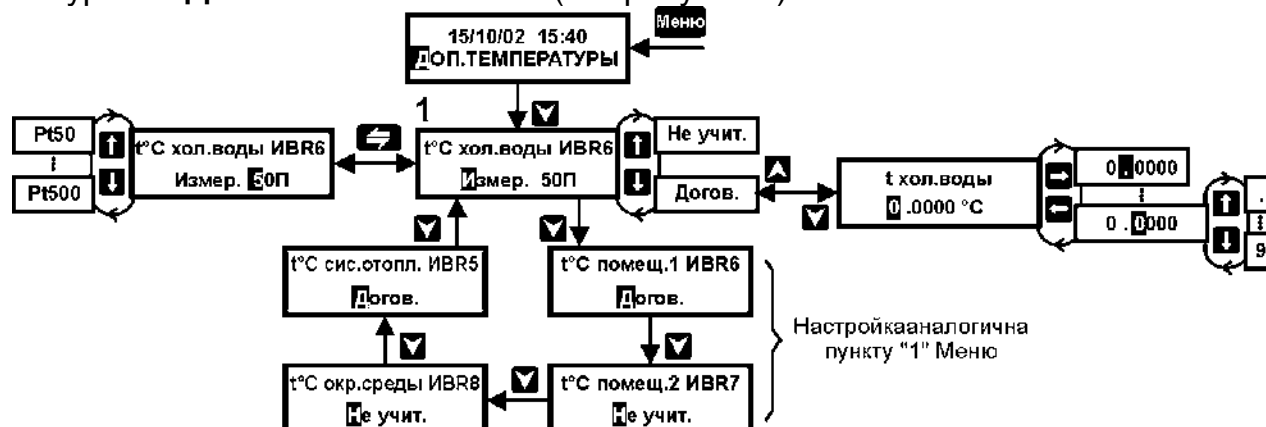 Меню
15/10/02 15:40
ДОП.ТЕМПЕРАТУРЫ
1
Pt50
Pt500
t°C хол.воды ИВR6
Измер. 50П
t°C хол.воды ИВR6
Измер. 50П
Не учит.
Догов.
t хол.воды
0 .0000 °C
0 .0000
0 . 0000
.
9
t°C сис.отопл. ИВR5
Догов.
t°C помещ.1 ИВR6
Догов.
Настройкааналогична
пункту "1" Меню
t°C окр.среды ИВR8
Не учит.
t°C помещ.2 ИВR7
Не учит.